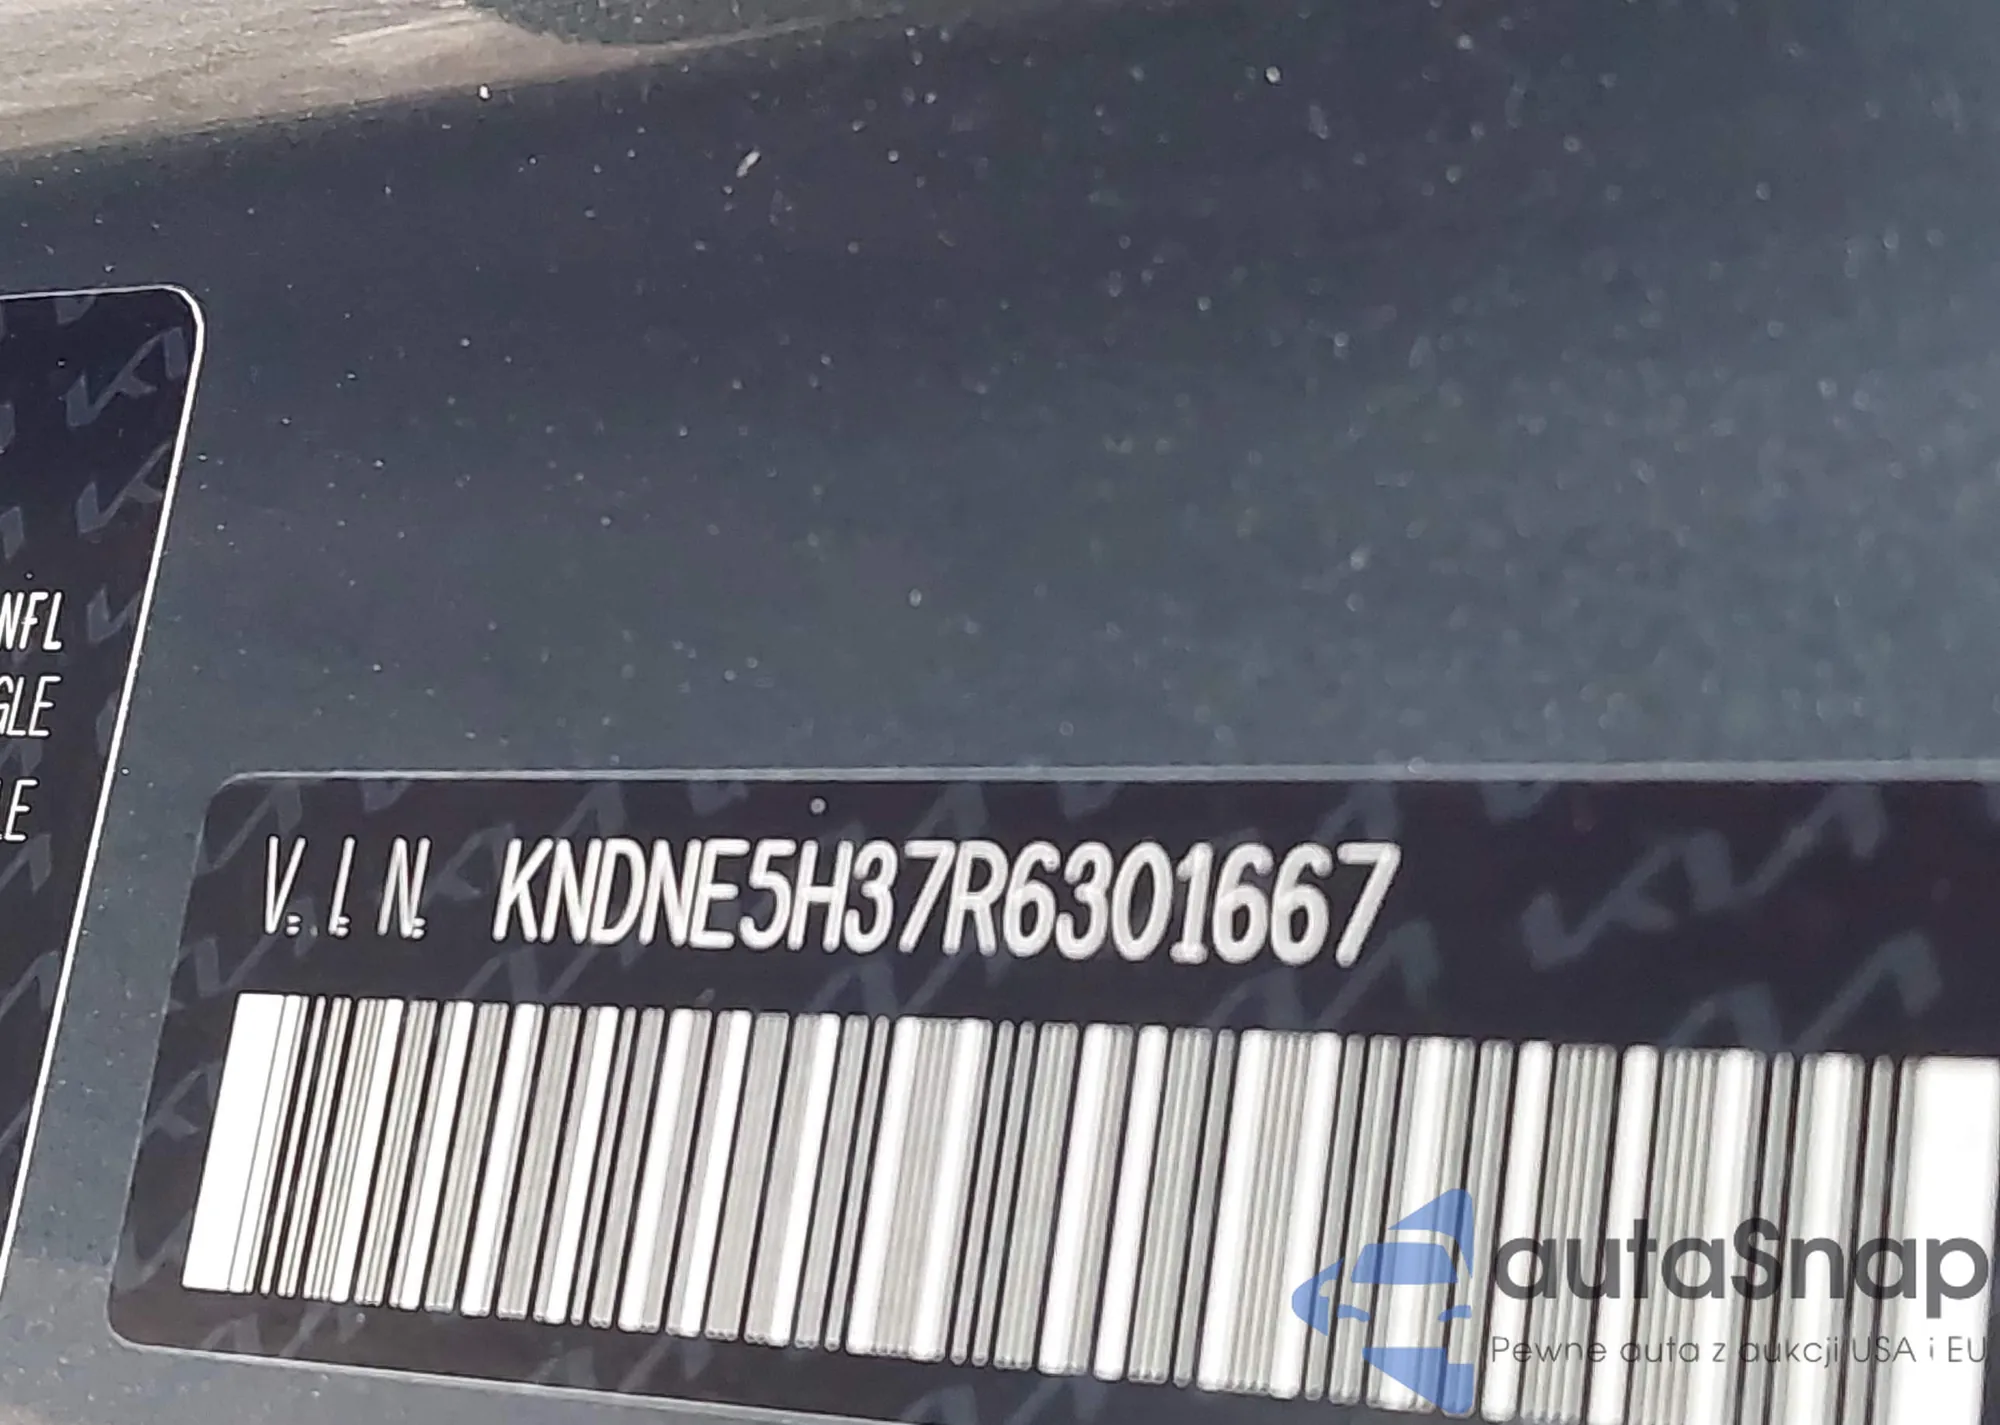 NFL
GLE
LE
V.I.N. KNDNE5H37R6301667
autaSnap
Pewne auta z aukcji USA i EU